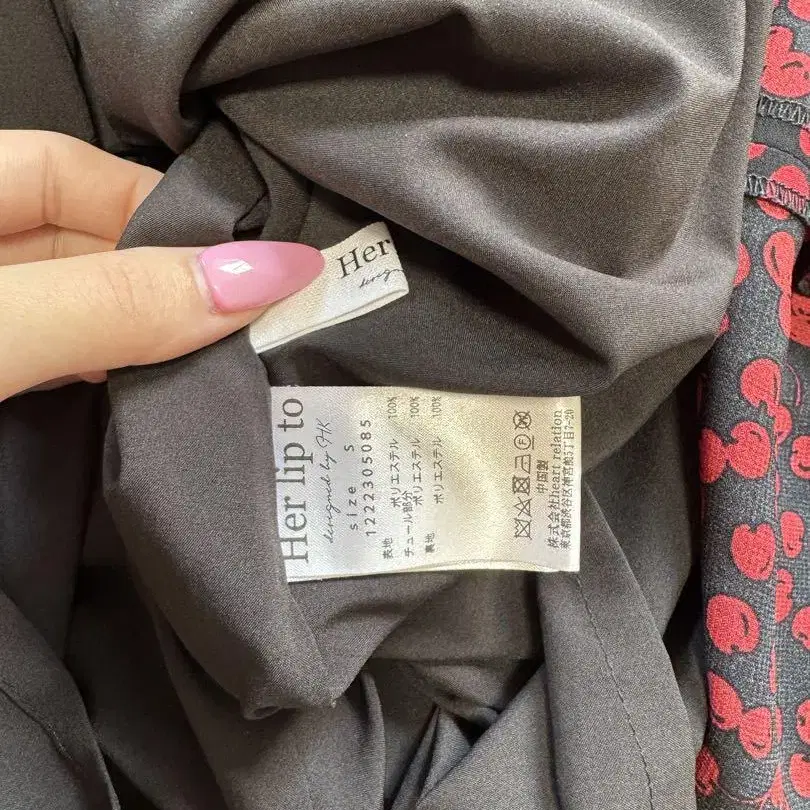 Her
desig
Her lip to
designed by HK
size S
1222305085
表地 ポリエステル 100%
チュール部分
ポリエステル 100%
裏地 ポリエステル 100%
中国製
株式会社heart relation
東京都渋谷区神宮前5丁目7-20